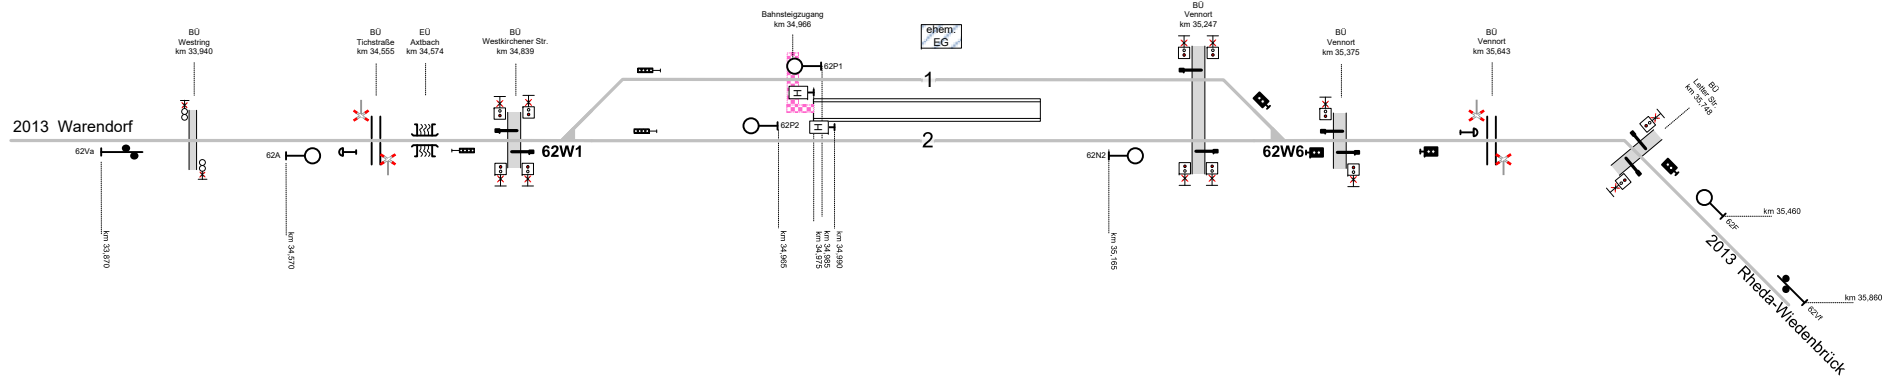 BÜ
Westring
km 33,940
BÜ
Tichstraße
km 34,555
EÜ
Axtbach
km 34,574
BÜ
Westkirchener Str.
km 34,839
Bahnsteigzugang
km 34,966
ehem.
EG
BÜ
Vennort
km 35,247
BÜ
Vennort
km 35,375
BÜ
Vennort
km 35,643
BÜ
Letter Str.
km 35,748
62P1
1
2013 Warendorf
62Va
62A
62W1
62P2
2
62N2
62W6
km 33,870
km 34,570
km 34,965
km 34,975
km 34,985
km 34,990
km 35,165
km 35,460
62F
2013 Rheda-Wiedenbrück
km 35,860
62Vf